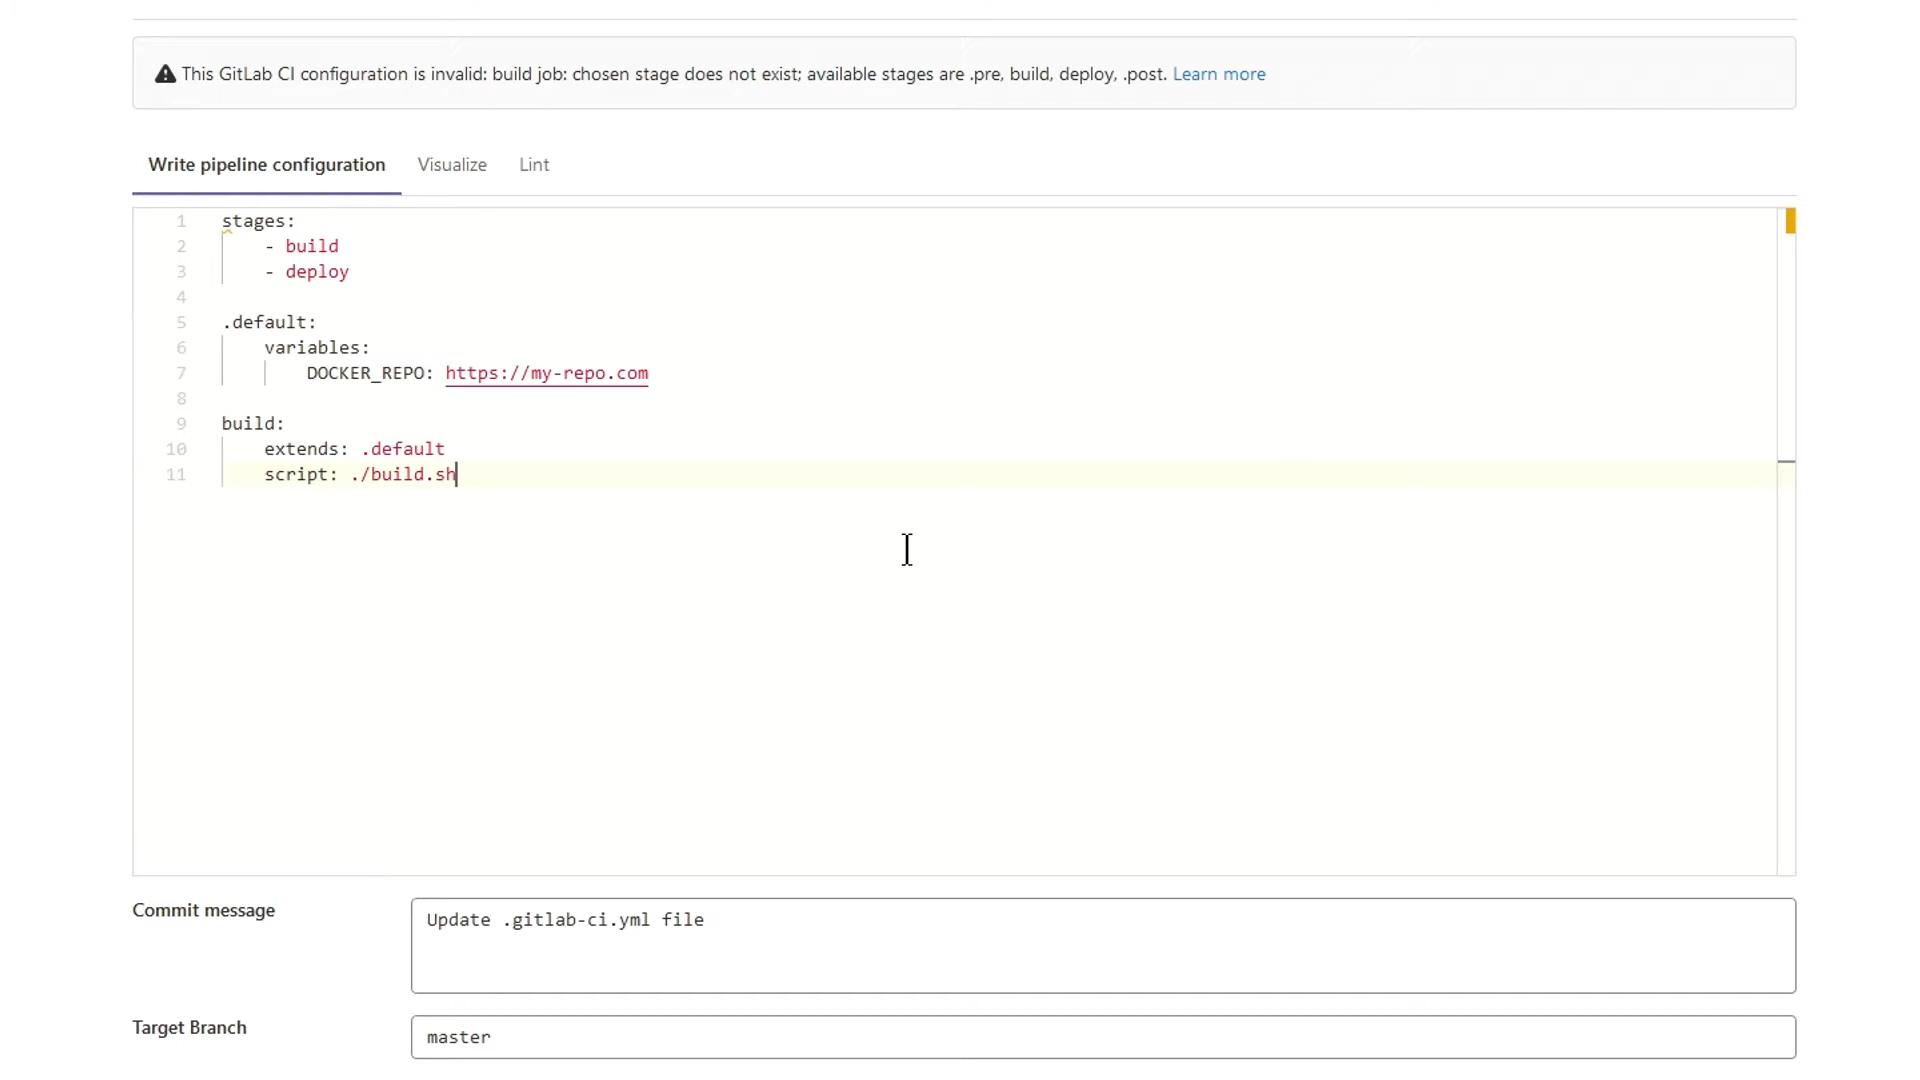 This GitLab CI configuration is invalid: build job: chosen stage does not exist; available stages are .pre, build, deploy, .post. Learn more
Write pipeline configuration Visualize Lint
1 stages:
2 - build
3 - deploy
4
5 .default:
6 variables:
7 DOCKER_REPO: https://my-repo.com
8
9 build:
10 extends: .default
11 script: ./build.sh
Commit message
Update .gitlab-ci.yml file
Target Branch
master